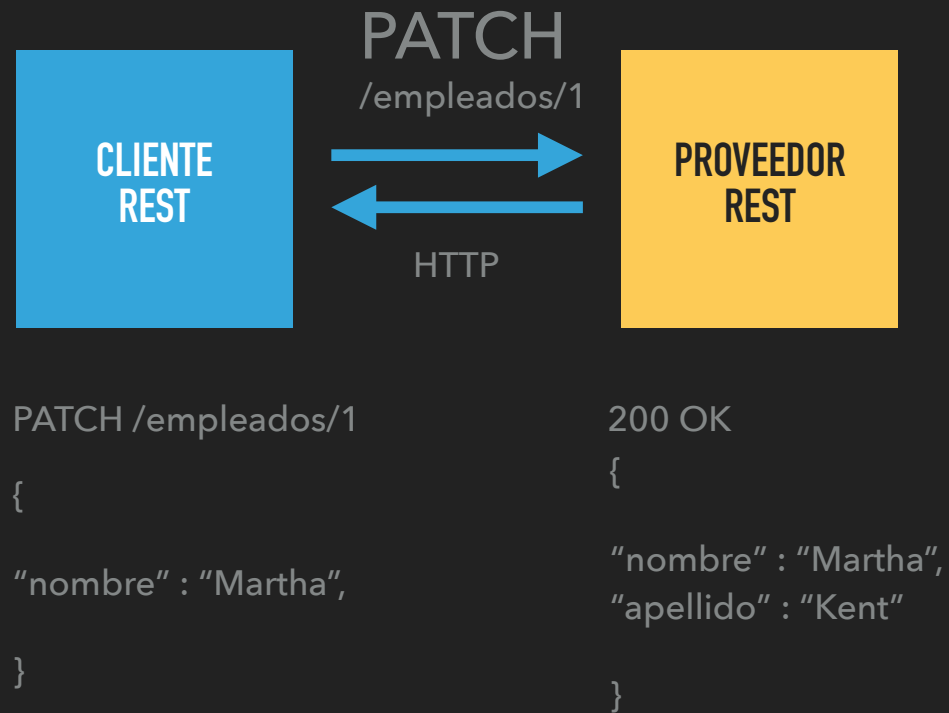 PATCH
/empleados/1
CLIENTE
REST
PROVEEDOR
REST
HTTP
PATCH /empleados/1
{
“nombre” : “Martha”,
}
200 OK
{
“nombre” : “Martha”,
“apellido” : “Kent”
}